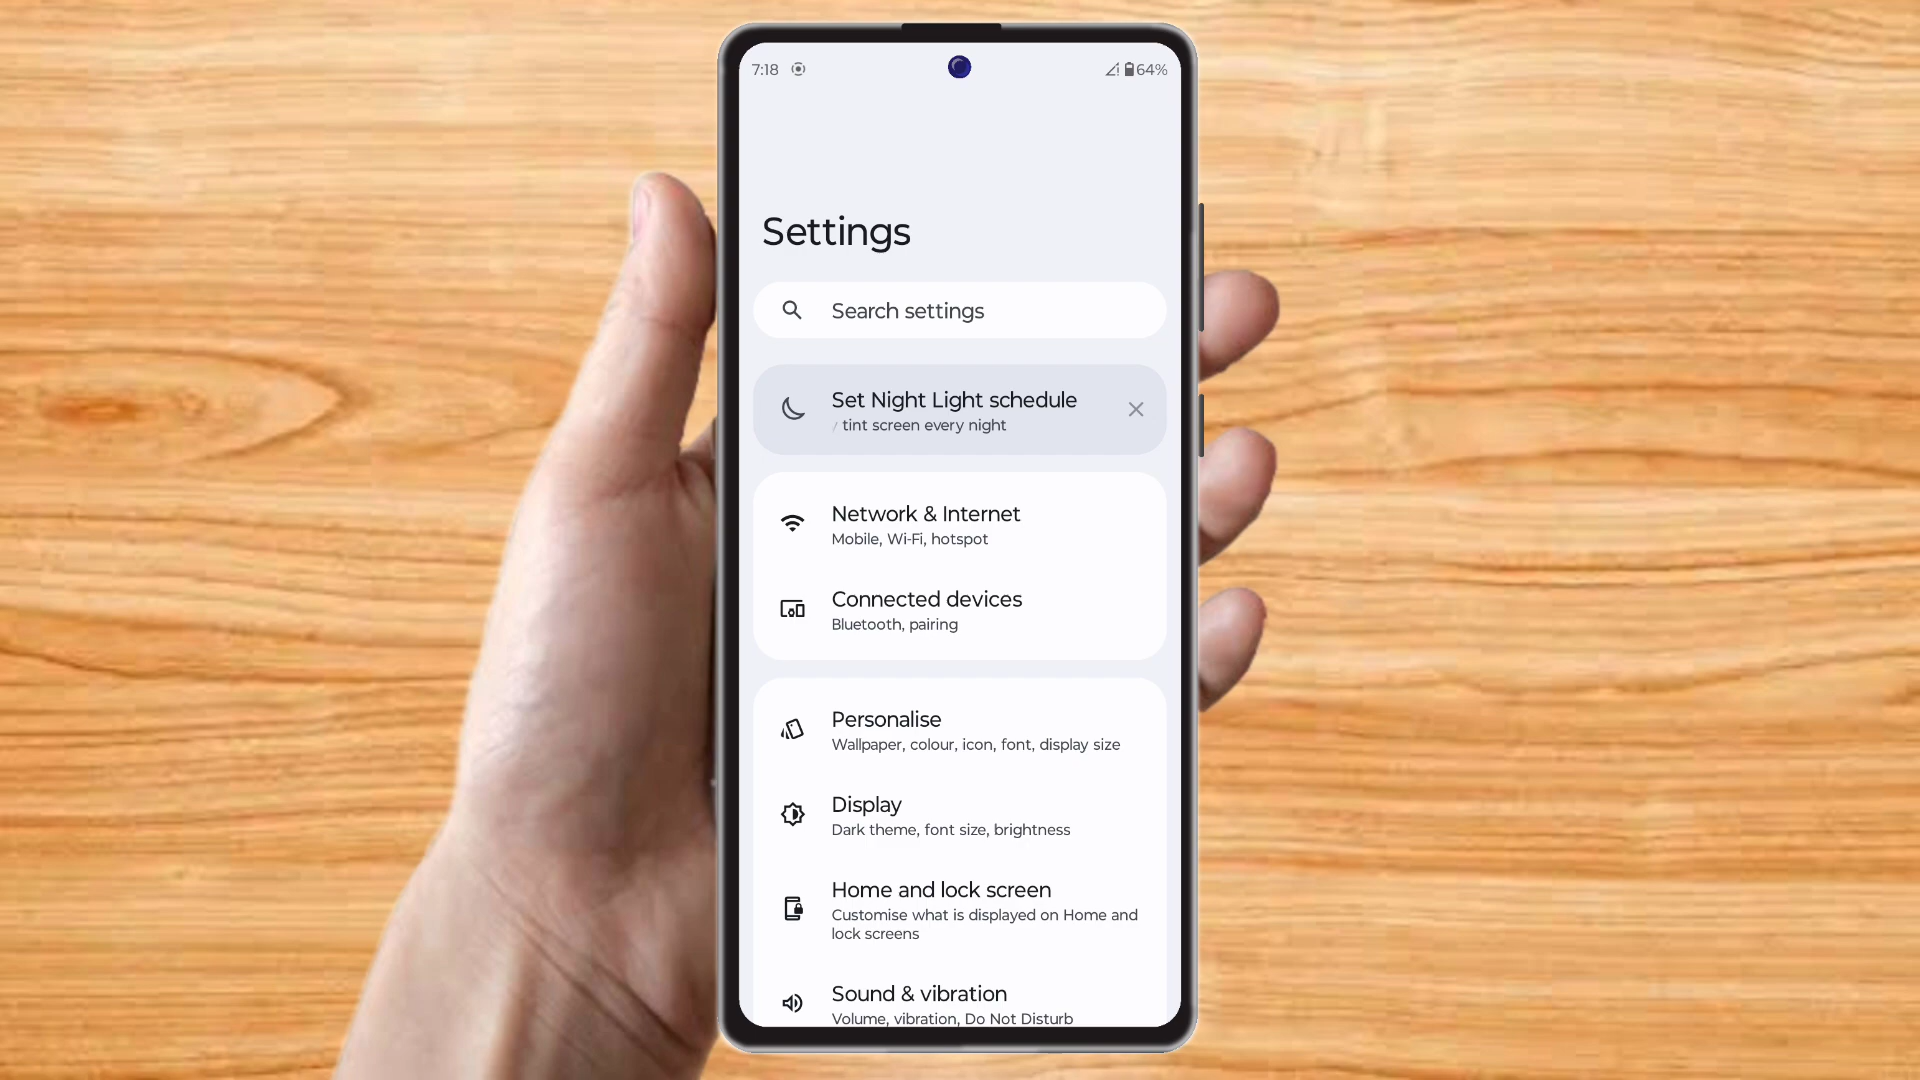 7:18
64%
Settings
Search settings
Set Night Light schedule
tint screen every night
Network & Internet
Mobile, Wi-Fi, hotspot
Connected devices
Bluetooth, pairing
Personalise
Wallpaper, colour, icon, font, display size
Display
Dark theme, font size, brightness
Home and lock screen
Customise what is displayed on Home and
lock screens
Sound & vibration
Volume, vibration, Do Not Disturb